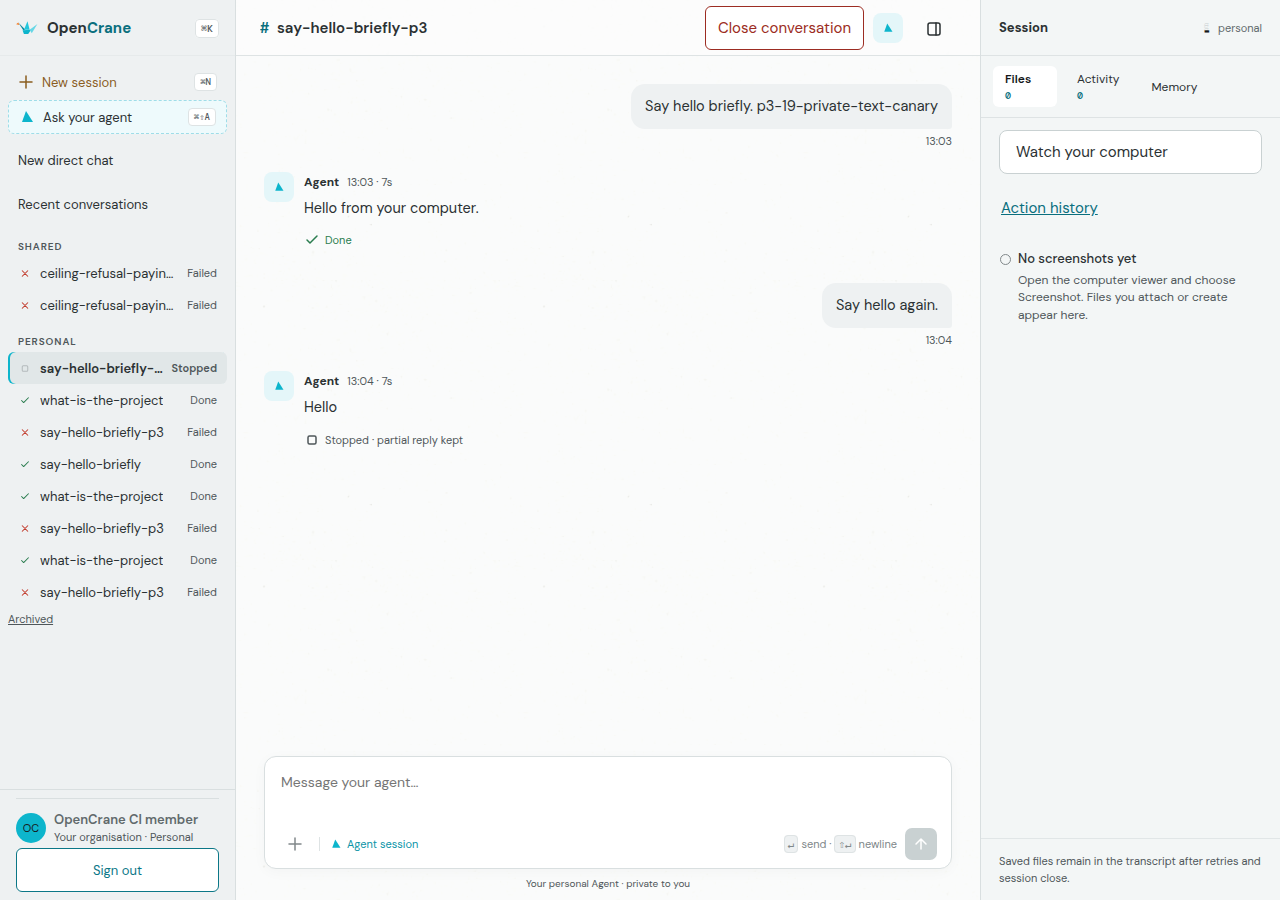 OpenCrane
⌘K
New session
⌘N
Ask your agent
⌘⇧A
New direct chat
Recent conversations
SHARED
ceiling-refusal-payin… Failed
ceiling-refusal-payin… Failed
PERSONAL
say-hello-briefly-… Stopped
what-is-the-project Done
say-hello-briefly-p3 Failed
say-hello-briefly Done
what-is-the-project Done
say-hello-briefly-p3 Failed
what-is-the-project Done
say-hello-briefly-p3 Failed
Archived
OC
OpenCrane CI member
Your organisation · Personal
Sign out
# say-hello-briefly-p3
Close conversation
Say hello briefly. p3-19-private-text-canary
13:03
Agent 13:03 · 7s
Hello from your computer.
Done
Say hello again.
13:04
Agent 13:04 · 7s
Hello
Stopped · partial reply kept
Message your agent…
Agent session
↵ send · ⇧↵ newline
Your personal Agent · private to you
Session
personal
Files
0
Activity
0
Memory
Watch your computer
Action history
No screenshots yet
Open the computer viewer and choose
Screenshot. Files you attach or create
appear here.
Saved files remain in the transcript after retries and
session close.